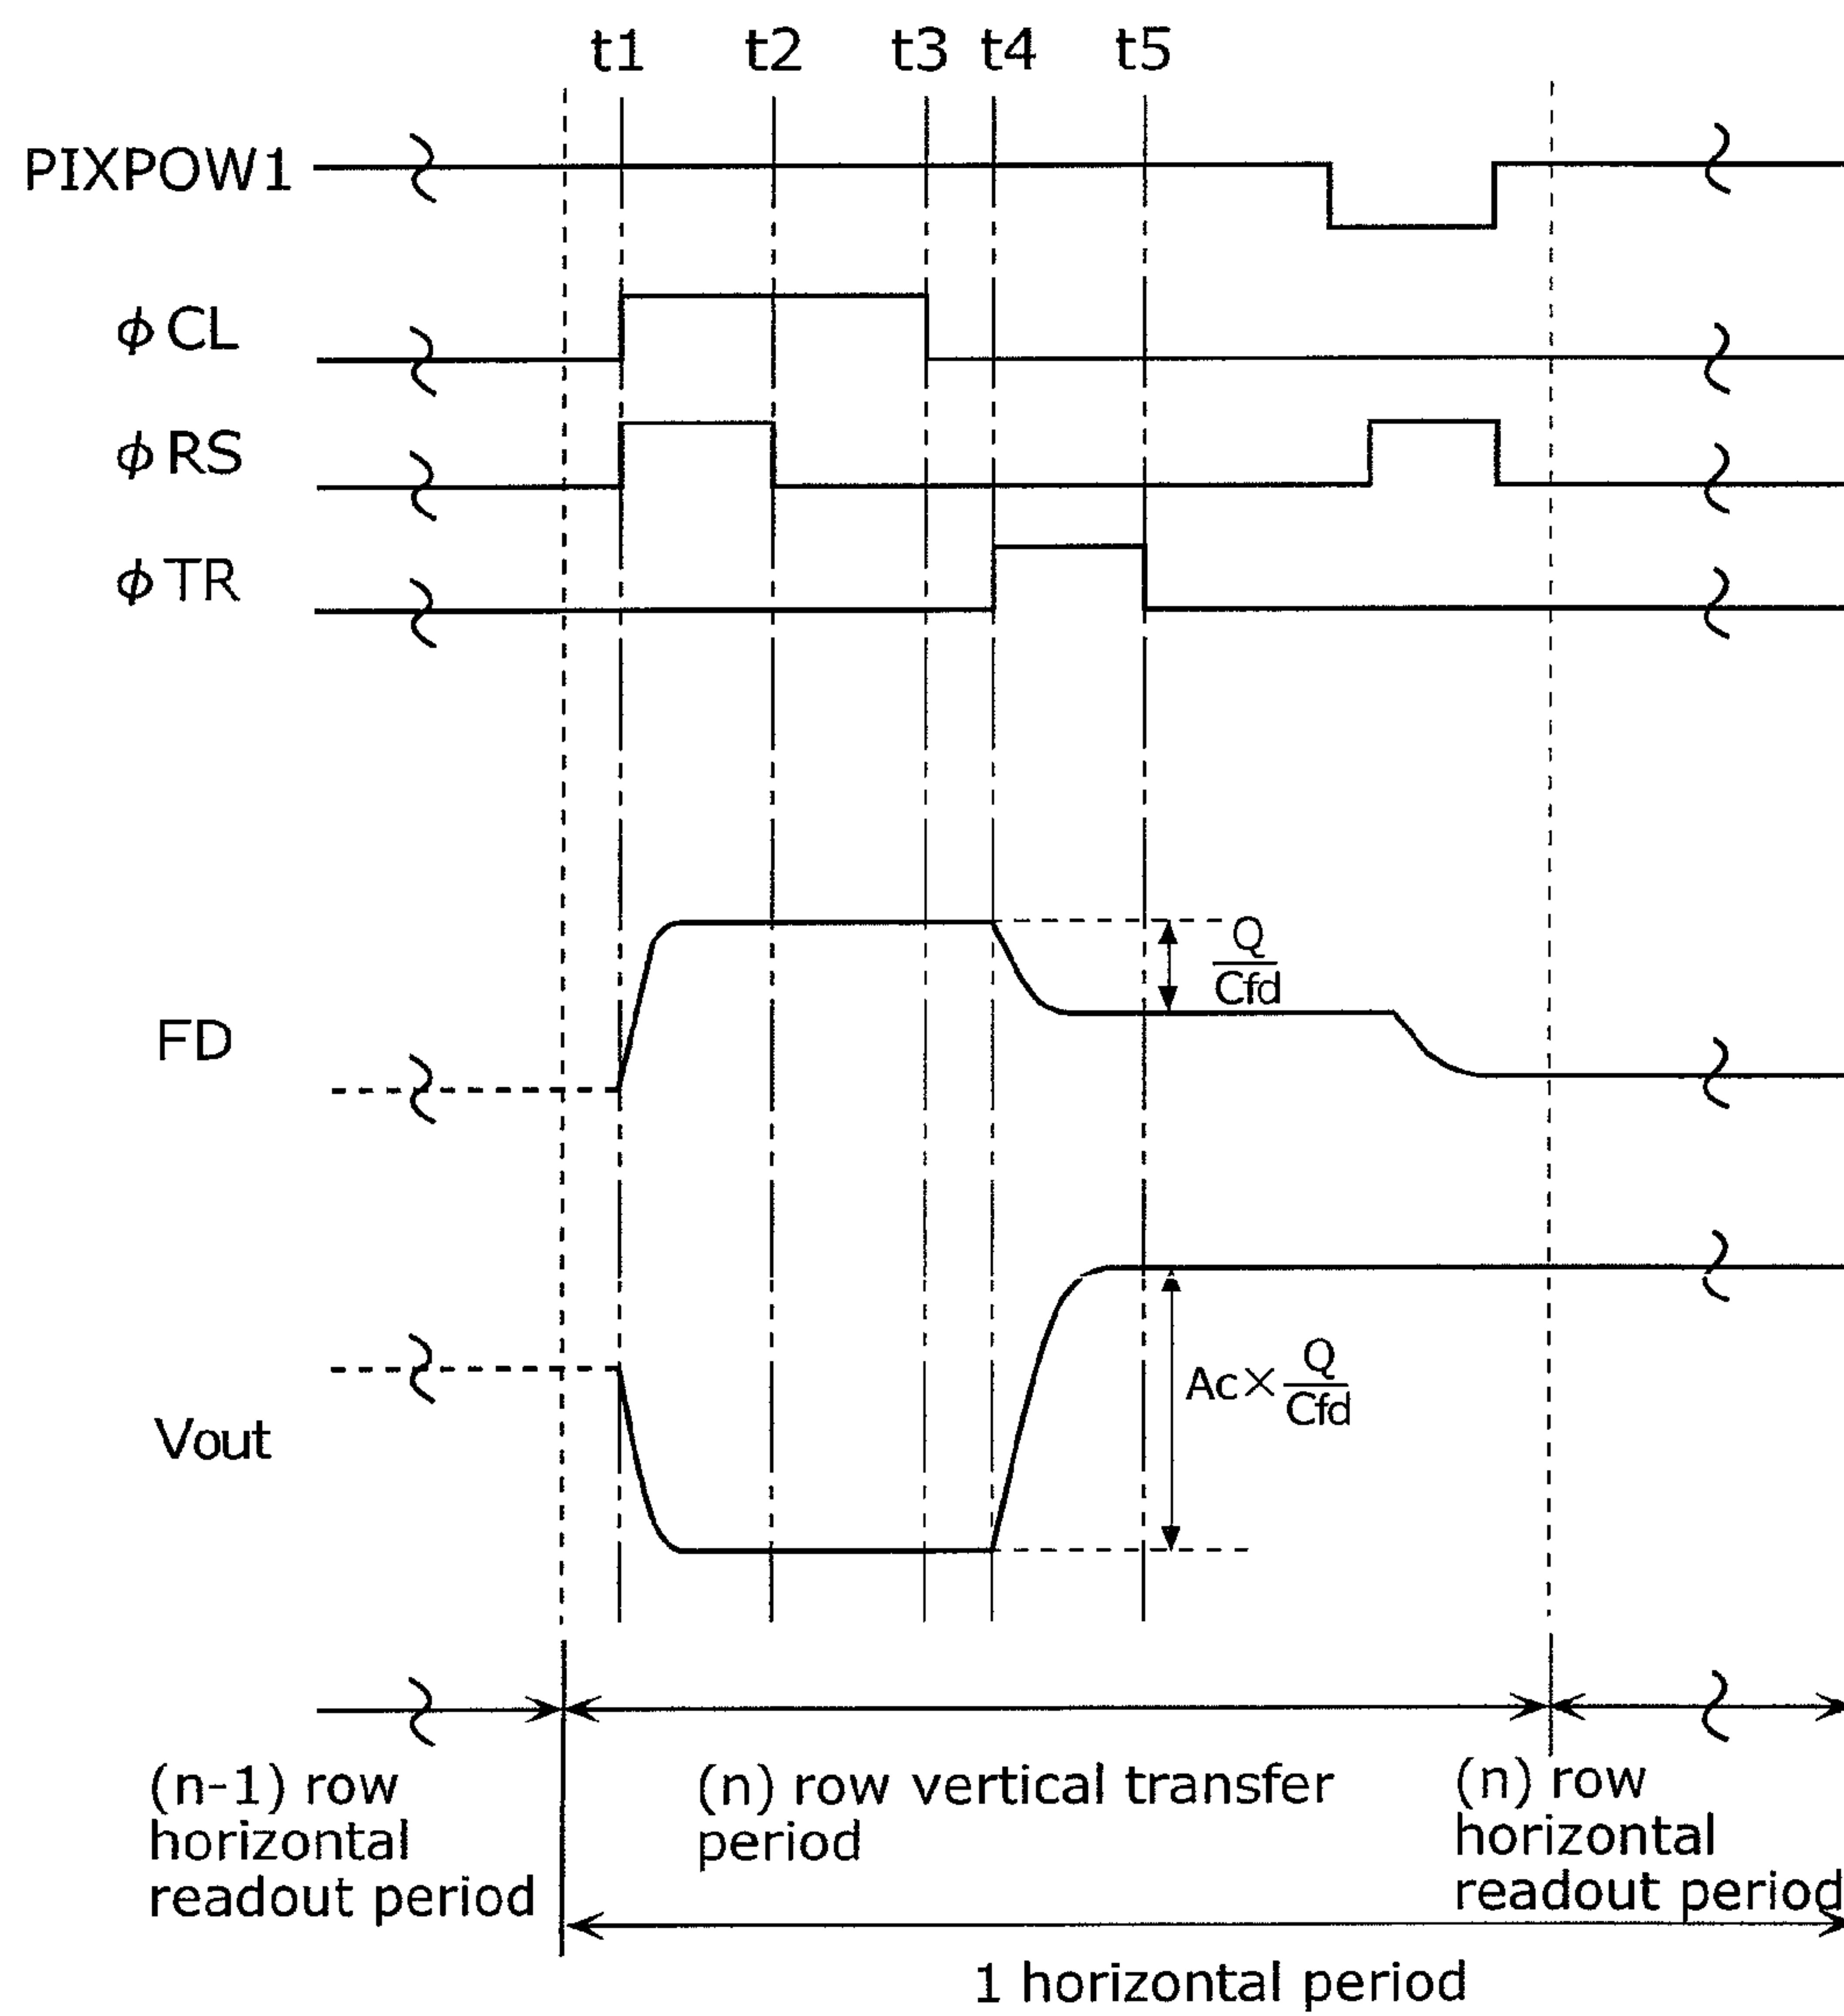 t1 t2 t3 t4 t5
PIXPOW1
ϕCL
ϕRS
ϕTR
Q
Cfd
FD
Ac×
Q
Cfd
Vout
(n-1) row
horizontal
readout period
(n) row vertical transfer
period
(n) row
horizontal
readout period
1 horizontal period